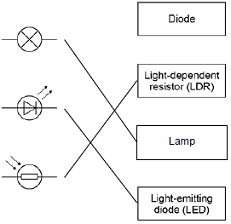 Diode
Light-dependent
resistor (LDR)
Lamp
Light-emitting
diode (LED)